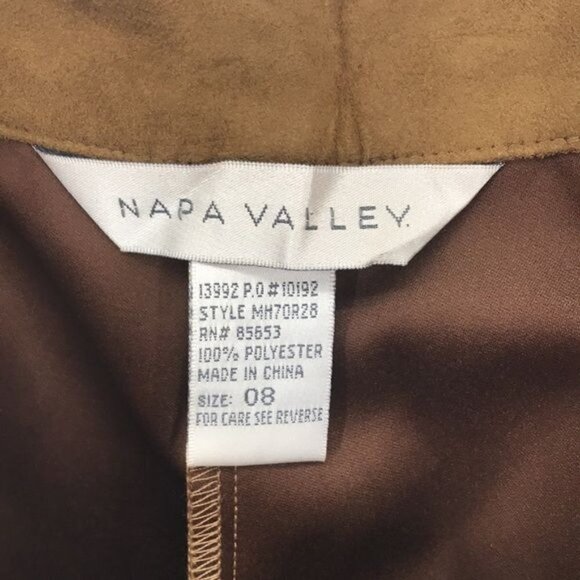 NAPA VALLEY.
13992 P.O #10192
STYLE MH70R28
RN# 85653
100% POLYESTER
MADE IN CHINA
SIZE: 08
FOR CARE SEE REVERSE